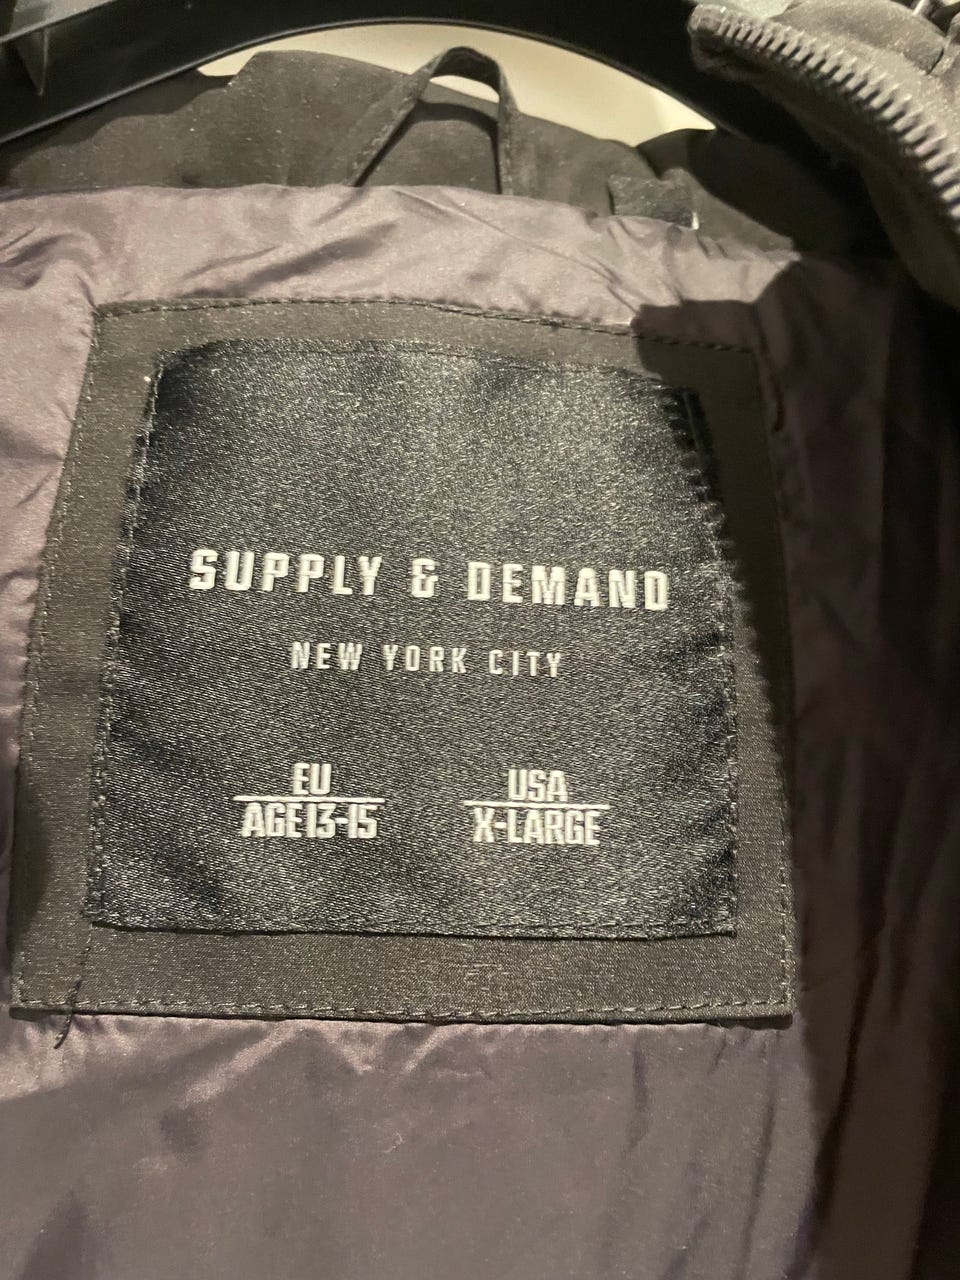 SUPPLY & DEMAND
NEW YORK CITY
EU
AGE 13-15
USA
X-LARGE